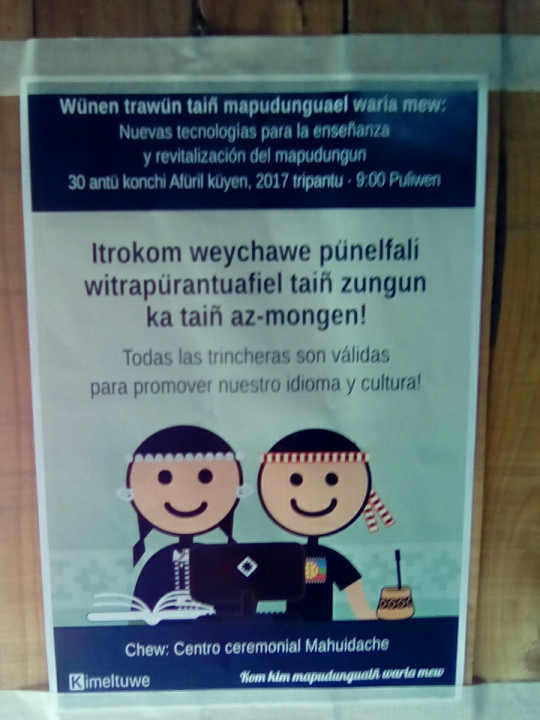 Wünen trawün taiñ mapudunguael waria mew:
Nuevas tecnologías para la enseñanza
y revitalización del mapudungun
30 antü konchi Afüril küyen, 2017 tripantu · 9:00 Puliwen
Itrokom weychawe pünelfali
witrapürantuafiel taiñ zungun
ka taiñ az-mongen!
Todas las trincheras son válidas
para promover nuestro idioma y cultura!
Chew: Centro ceremonial Mahuidache
Kimeltuwe
Kom kim mapudunguaiñ waria mew